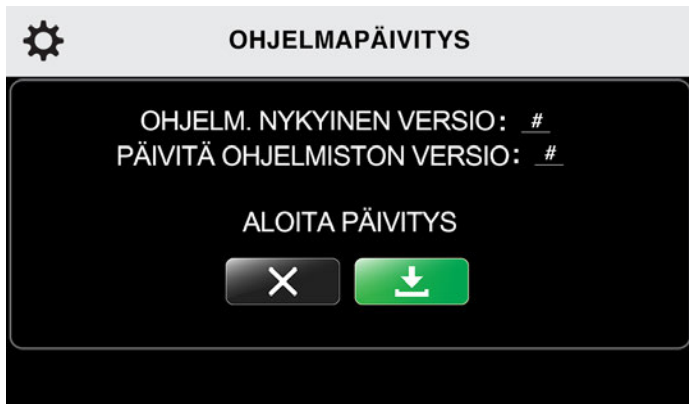 OHJELMAPÄIVITYS
OHJELM. NYKYINEN VERSIO: #
PÄIVITÄ OHJELMISTON VERSIO: #
ALOITA PÄIVITYS